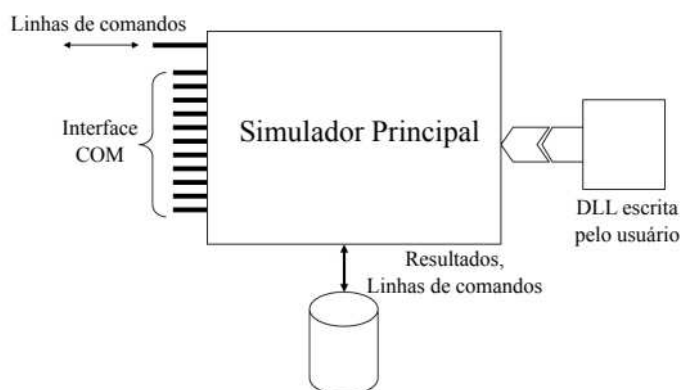 Linhas de comandos
Interface
COM
Simulador Principal
DLL escrita
pelo usuário
Resultados,
Linhas de comandos